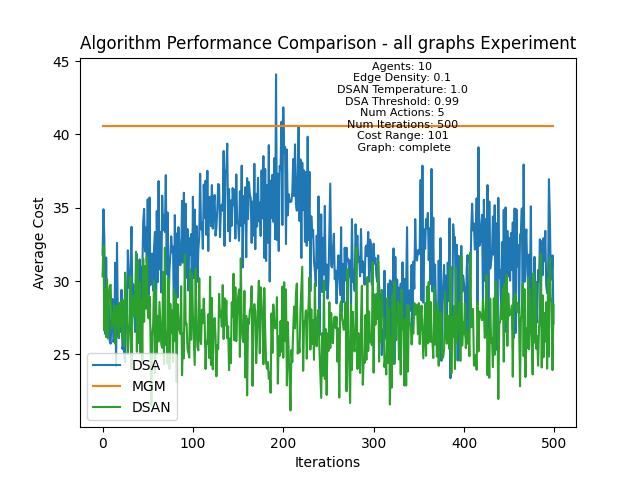 Algorithm Performance Comparison - all graphs Experiment
45
40
35
30
25
Average Cost
Agents: 10
Edge Density: 0.1
DSAN Temperature: 1.0
DSA Threshold: 0.99
Num Actions: 5
Num Iterations: 500
Cost Range: 101
Graph: complete
DSA
MGM
DSAN
0 100 200 300 400 500
Iterations